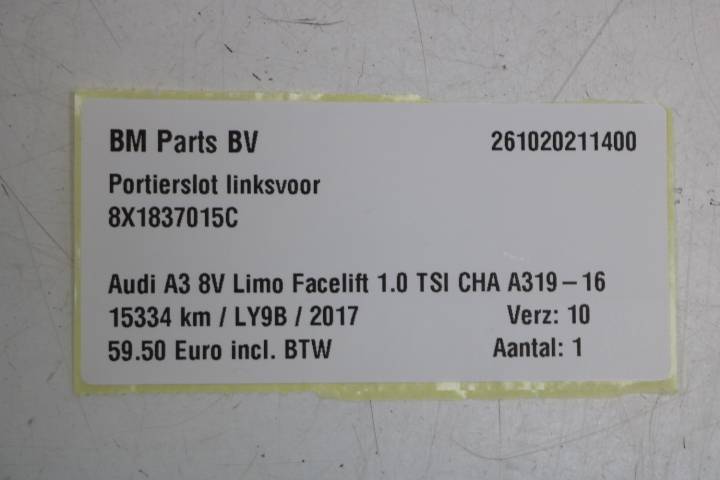 BM Parts BV 261020211400
Portierslot linksvoor
8X1837015C
Audi A3 8V Limo Facelift 1.0 TSI CHA A319-16
15334 km / LY9B / 2017 Verz: 10
59.50 Euro incl. BTW Aantal: 1